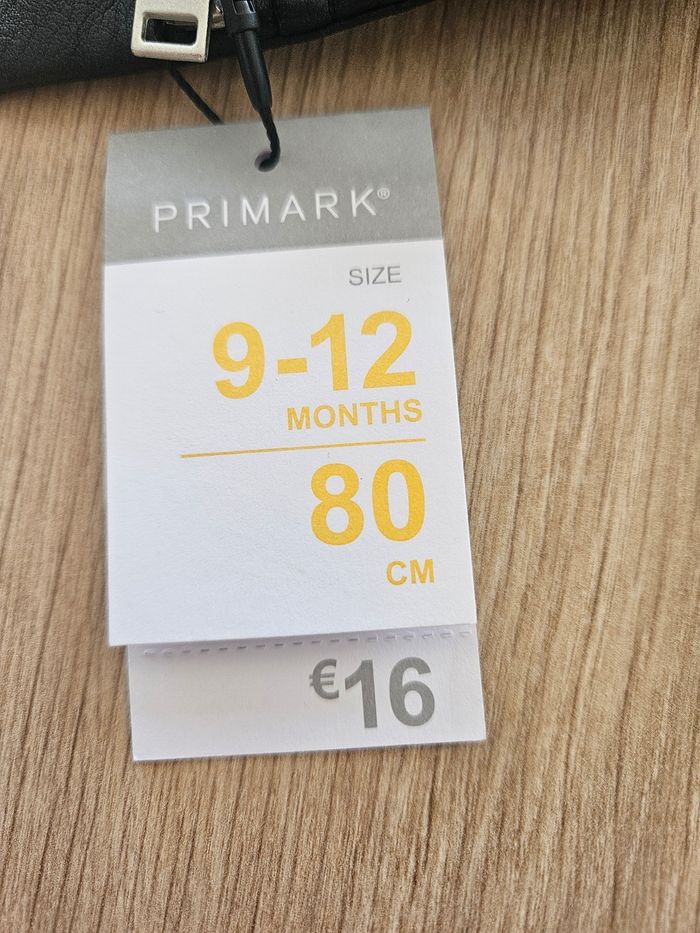 PRIMARK®
SIZE
9-12
MONTHS
80
CM
€16